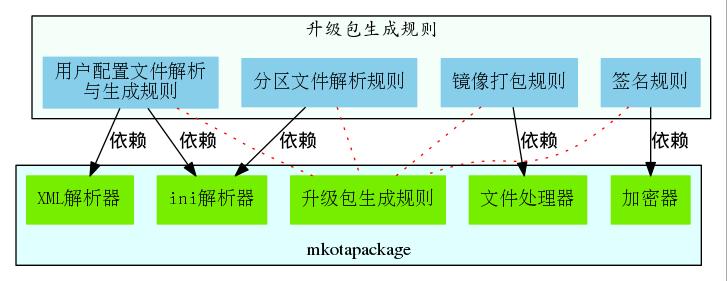 升级包生成规则
用户配置文件解析
与生成规则
分区文件解析规则
镜像打包规则
签名规则
依赖
依赖
依赖
依赖
依赖
XML解析器
ini解析器
升级包生成规则
文件处理器
加密器
mkotapackage